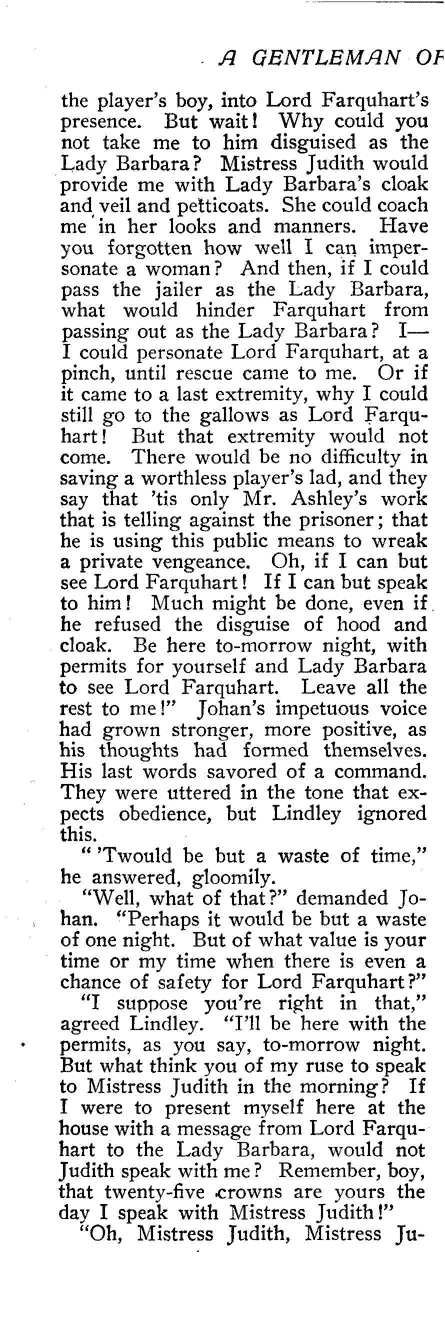 A GENTLEMAN OF
the player's boy, into Lord Farquhart's
presence. But wait! Why could you
not take me to him disguised as the
Lady Barbara? Mistress Judith would
provide me with Lady Barbara's cloak
and veil and petticoats. She could coach
me in her looks and manners. Have
you forgotten how well I can imper-
sonate a woman? And then, if I could
pass the jailer as the Lady Barbara,
what would hinder Farquhart from
passing out as the Lady Barbara? I—
I could personate Lord Farquhart, at a
pinch, until rescue came to me. Or if
it came to a last extremity, why I could
still go to the gallows as Lord Farqu-
hart! But that extremity would not
come. There would be no difficulty in
saving a worthless player's lad, and they
say that 'tis only Mr. Ashley's work
that is telling against the prisoner; that
he is using this public means to wreak
a private vengeance. Oh, if I can but
see Lord Farquhart! If I can but speak
to him! Much might be done, even if
he refused the disguise of hood and
cloak. Be here to-morrow night, with
permits for yourself and Lady Barbara
to see Lord Farquhart. Leave all the
rest to me!" Johan's impetuous voice
had grown stronger, more positive, as
his thoughts had formed themselves.
His last words savored of a command.
They were uttered in the tone that ex-
pects obedience, but Lindley ignored
this.
"'Twould be but a waste of time,"
he answered, gloomily.
"Well, what of that?" demanded Jo-
han. "Perhaps it would be but a waste
of one night. But of what value is your
time or my time when there is even a
chance of safety for Lord Farquhart?"
"I suppose you're right in that,"
agreed Lindley. "I'll be here with the
permits, as you say, to-morrow night.
But what think you of my ruse to speak
to Mistress Judith in the morning? If
I were to present myself here at the
house with a message from Lord Farqu-
hart to the Lady Barbara, would not
Judith speak with me? Remember, boy,
that twenty-five crowns are yours the
day I speak with Mistress Judith!"
"Oh, Mistress Judith, Mistress Ju-